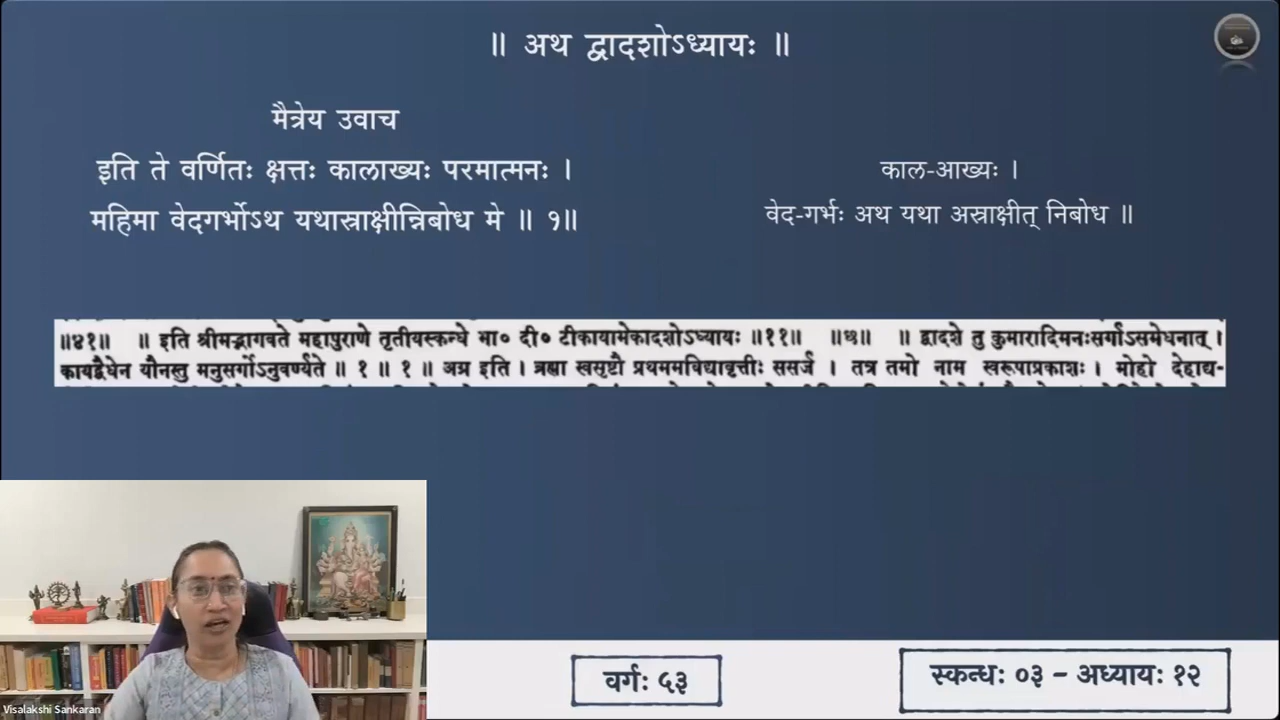 ॥ अथ द्वादशोऽध्यायः ॥
मैत्रेय उवाच
इति ते वर्णितः क्षत्तः कालाख्यः परमात्मनः ।
महिमा वेदगर्भोऽथ यथास्राक्षीन्निबोध मे ॥ १॥
काल-आख्यः ।
वेद-गर्भः अथ यथा अस्राक्षीत् निबोध ॥
॥४१॥ ॥ इति श्रीमद्भागवते महापुराणे तृतीयस्कन्धे भा० दी० टीकायामेकादशोऽध्यायः ॥११॥ ॥छ॥ ॥ द्वादशे तु कुमारादिमनःसर्गोऽसमेधनात् ।
कायद्वैधेन यौनस्तु मनुसर्गोऽनुवर्ण्यते ॥ १ ॥ १ ॥ अग्र इति । ब्रह्मा स्वसृष्टौ प्रथममविद्यावृत्तीः ससर्ज । तत्र तमो नाम स्वरूपाप्रकाशः । मोहो देहाद्य-
Visalakshi Sankaran
वर्गः ५३
स्कन्धः ०३ - अध्यायः १२